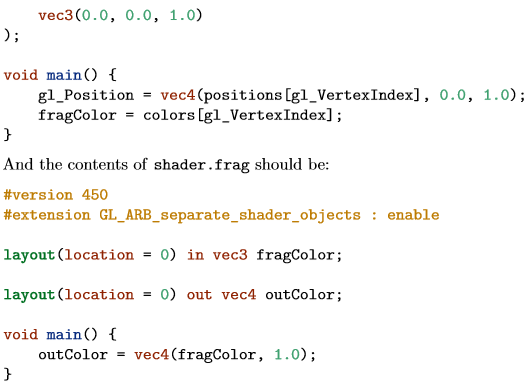 vec3(0.0, 0.0, 1.0)
);

void main() {
    gl_Position = vec4(positions[gl_VertexIndex], 0.0, 1.0);
    fragColor = colors[gl_VertexIndex];
}
And the contents of shader.frag should be:
#version 450
#extension GL_ARB_separate_shader_objects : enable

layout(location = 0) in vec3 fragColor;

layout(location = 0) out vec4 outColor;

void main() {
    outColor = vec4(fragColor, 1.0);
}